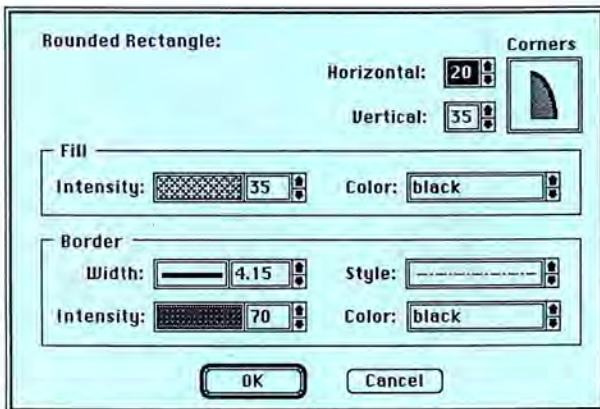 Rounded Rectangle:
Corners
Horizontal: 20
Vertical: 35
Fill
Intensity: 35 Color: black
Border
Width: 4.15 Style:
Intensity: 70 Color: black
OK Cancel